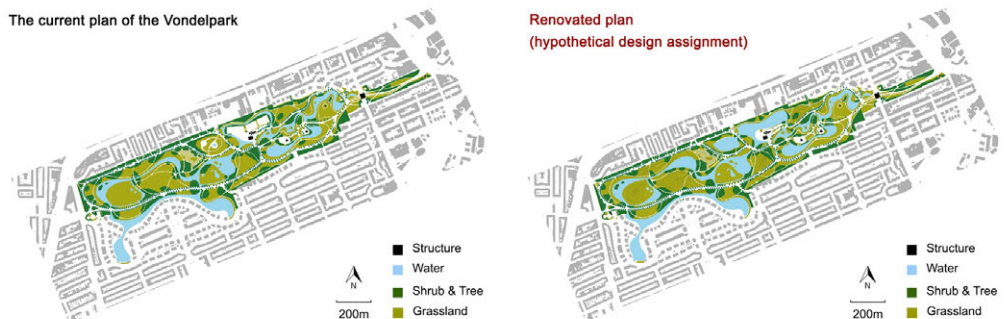 The current plan of the Vondelpark
Structure
Water
Shrub & Tree
Grassland
N
200m
Renovated plan
(hypothetical design assignment)
Structure
Water
Shrub & Tree
Grassland
N
200m